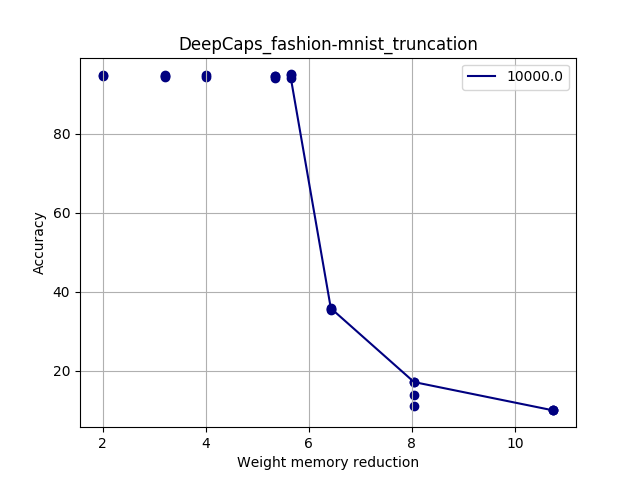 DeepCaps_fashion-mnist_truncation
10000.0
80
60
40
20
Accuracy
2 4 6 8 10
Weight memory reduction